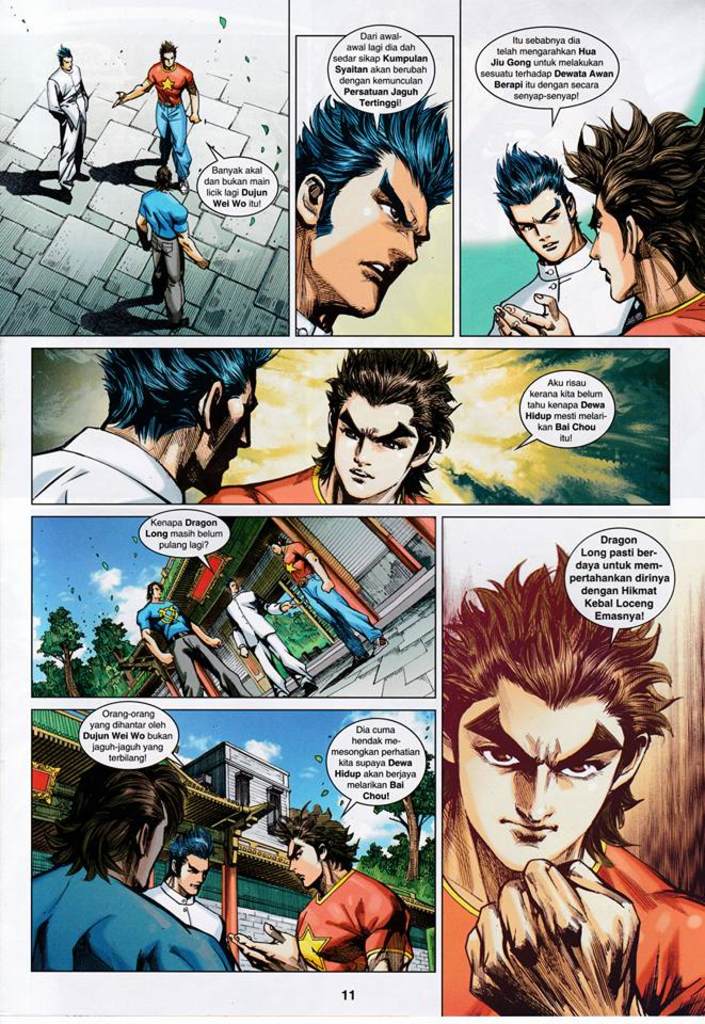 Banyak akal
dan bukan main
licik lagi Dujun
Wei Wo itu!
Dari awal-
awal lagi dia dah
sedar sikap Kumpulan
Syaitan akan berubah
dengan kemunculan
Persatuan Jaguh
Tertinggi!
Itu sebabnya dia
telah mengarahkan Hua
Jiu Gong untuk melakukan
sesuatu terhadap Dewata Awan
Berapi itu dengan secara
senyap-senyap!
Aku risau
kerana kita belum
tahu kenapa Dewa
Hidup mesti melari-
kan Bai Chou
itu!
Kenapa Dragon
Long masih belum
pulang lagi?
Orang-orang
yang dihantar oleh
Dujun Wei Wo bukan
jaguh-jaguh yang
terbilang!
Dia cuma
hendak me-
mesongkan perhatian
kita supaya Dewa
Hidup akan berjaya
melarikan Bai
Chou!
Dragon
Long pasti ber-
daya untuk mem-
pertahankan dirinya
dengan Hikmat
Kebal Loceng
Emasnya!
11